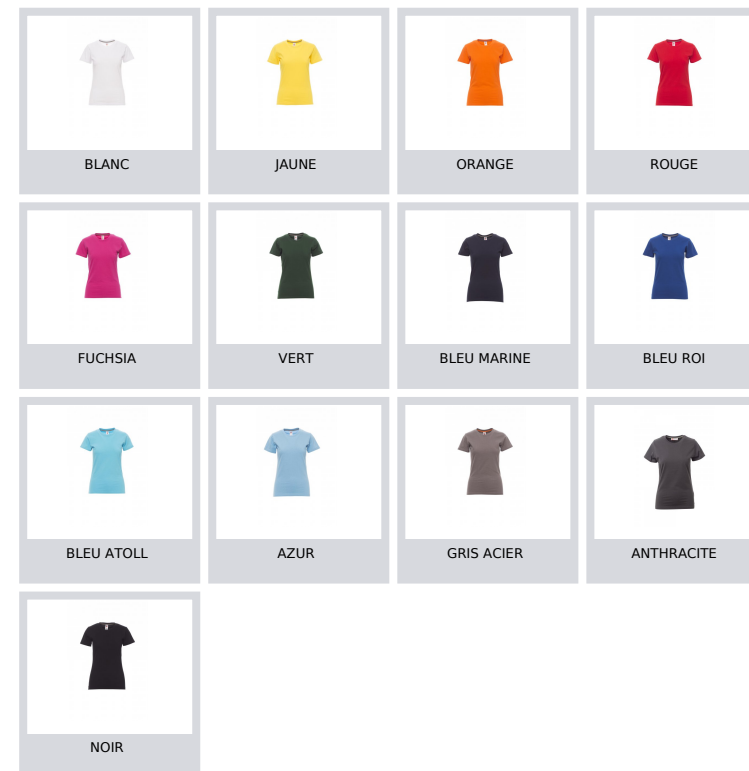 BLANC
JAUNE
ORANGE
ROUGE
FUCHSIA
VERT
BLEU MARINE
BLEU ROI
BLEU ATOLL
AZUR
GRIS ACIER
ANTHRACITE
NOIR